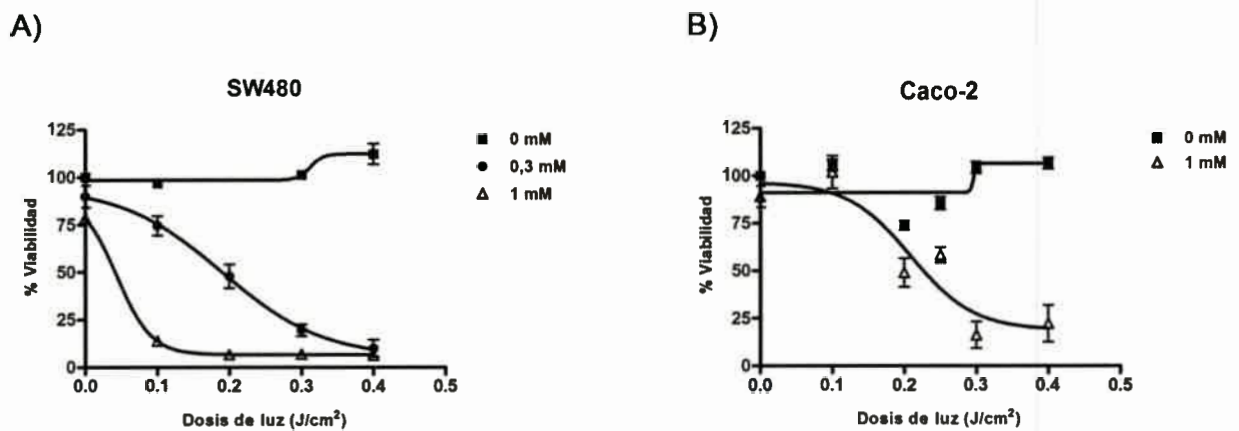 A)
SW480
125
100
75
50
25
0
% Viabilidad
0.0 0.1 0.2 0.3 0.4 0.5
Dosis de luz (J/cm²)
0 mM
0,3 mM
1 mM
B)
Caco-2
125
100
75
50
25
0
% Viabilidad
0.0 0.1 0.2 0.3 0.4 0.5
Dosis de luz (J/cm²)
0 mM
1 mM